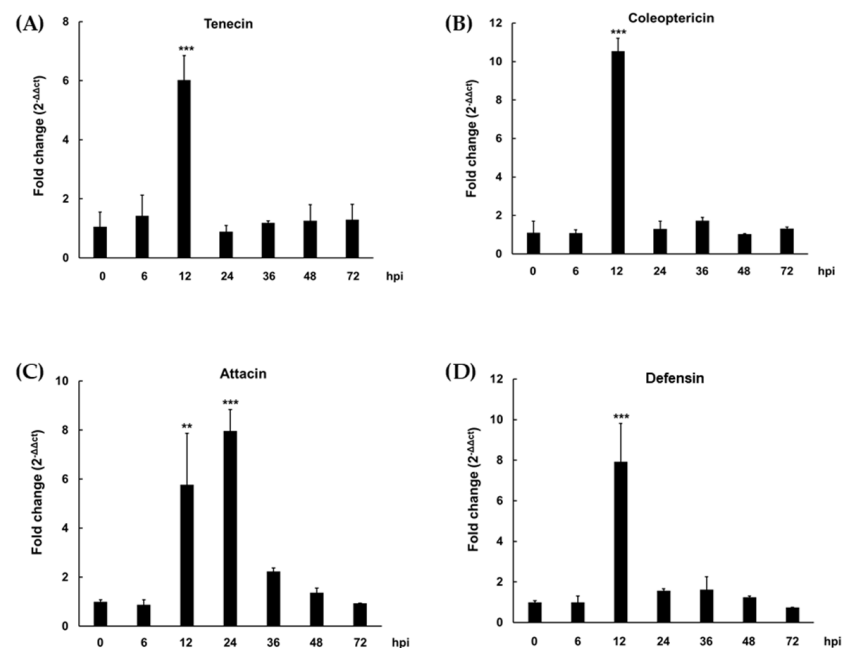 (A)
Tenecin
Fold change (2-ΔΔct)
8
***
6
4
2
0
0 6 12 24 36 48 72 hpi
(B)
Coleoptericin
Fold change (2-ΔΔct)
12
***
10
8
6
4
2
0
0 6 12 24 36 48 72 hpi
(C)
Attacin
Fold change (2-ΔΔct)
10
***
8
**
6
4
2
0
0 6 12 24 36 48 72 hpi
(D)
Defensin
Fold change (2-ΔΔct)
12
***
10
8
6
4
2
0
0 6 12 24 36 48 72 hpi